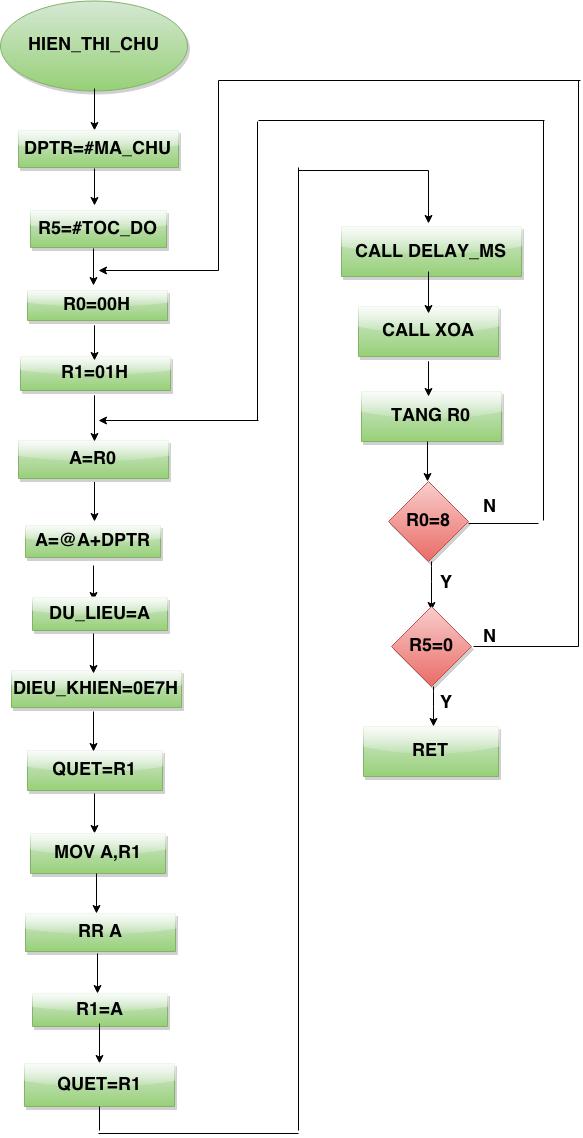 HIEN_THI_CHU
DPTR=#MA_CHU
R5=#TOC_DO
R0=00H
R1=01H
A=R0
A=@A+DPTR
DU_LIEU=A
DIEU_KHIEN=0E7H
QUET=R1
MOV A,R1
RR A
R1=A
QUET=R1
CALL DELAY_MS
CALL XOA
TANG R0
R0=8
N
Y
R5=0
N
Y
RET